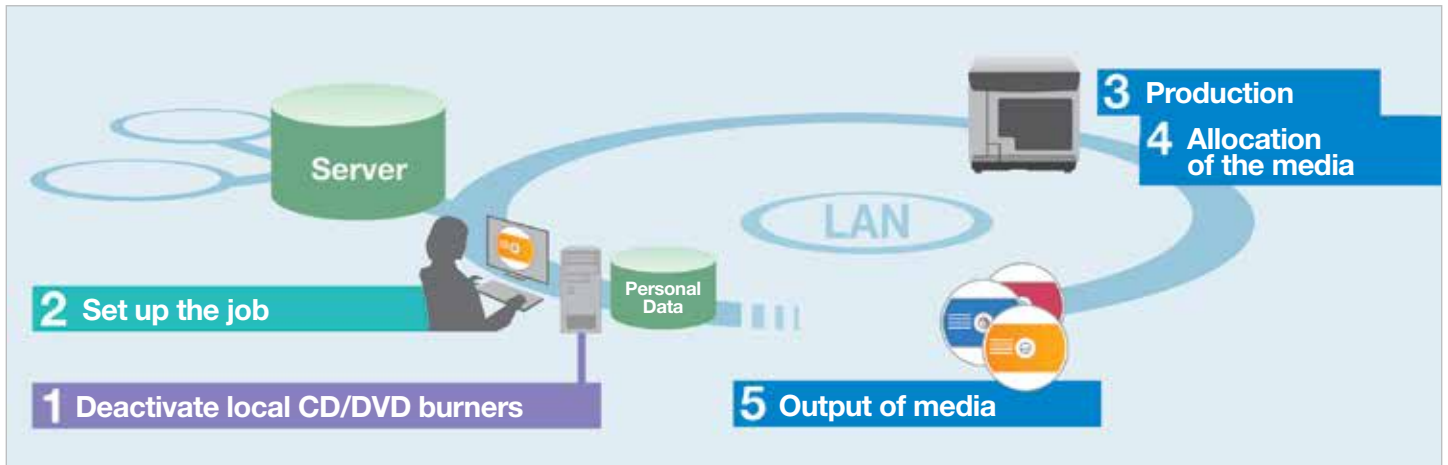 3 Production
4 Allocation
of the media
Server
LAN
Personal
Data
2 Set up the job
1 Deactivate local CD/DVD burners
5 Output of media